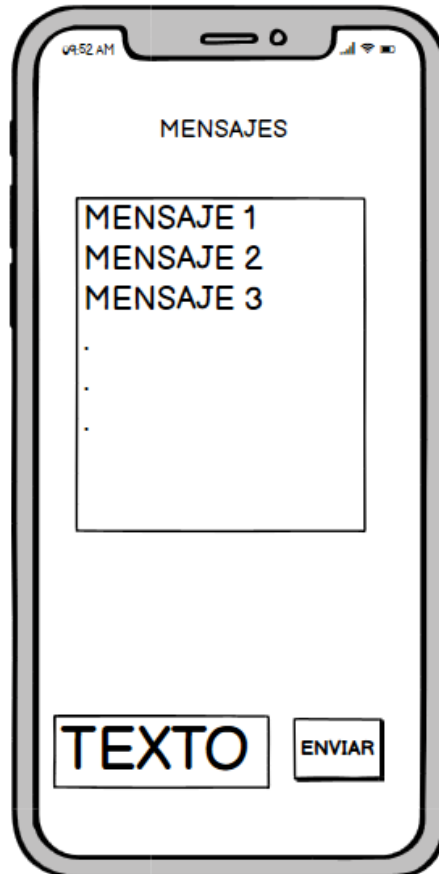 09:52 AM
MENSAJES
MENSAJE 1
MENSAJE 2
MENSAJE 3
.
.
.
TEXTO
ENVIAR